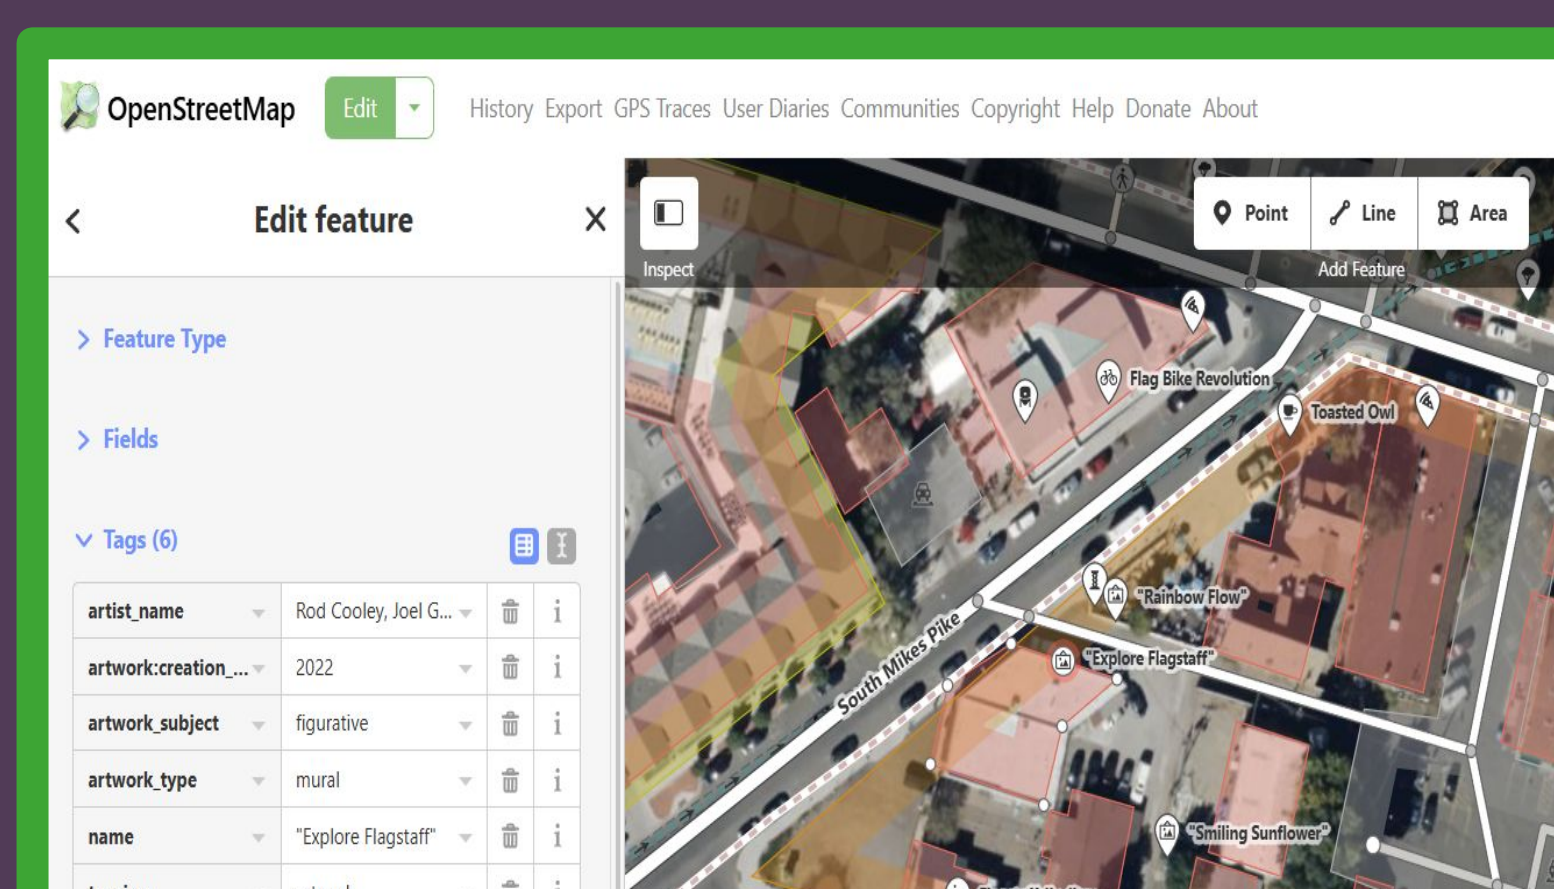 OpenStreetMap
Edit
History Export GPS Traces User Diaries Communities Copyright Help Donate About
Edit feature
Inspect
Point
Line
Area
Add Feature
Feature Type
Fields
Tags (6)
artist_name Rod Cooley, Joel G...
artwork:creation_... 2022
artwork_subject figurative
artwork_type mural
name "Explore Flagstaff"
Flag Bike Revolution
Toasted Owl
"Rainbow Flow"
South Mikes Pike
"Explore Flagstaff"
"Smiling Sunflower"